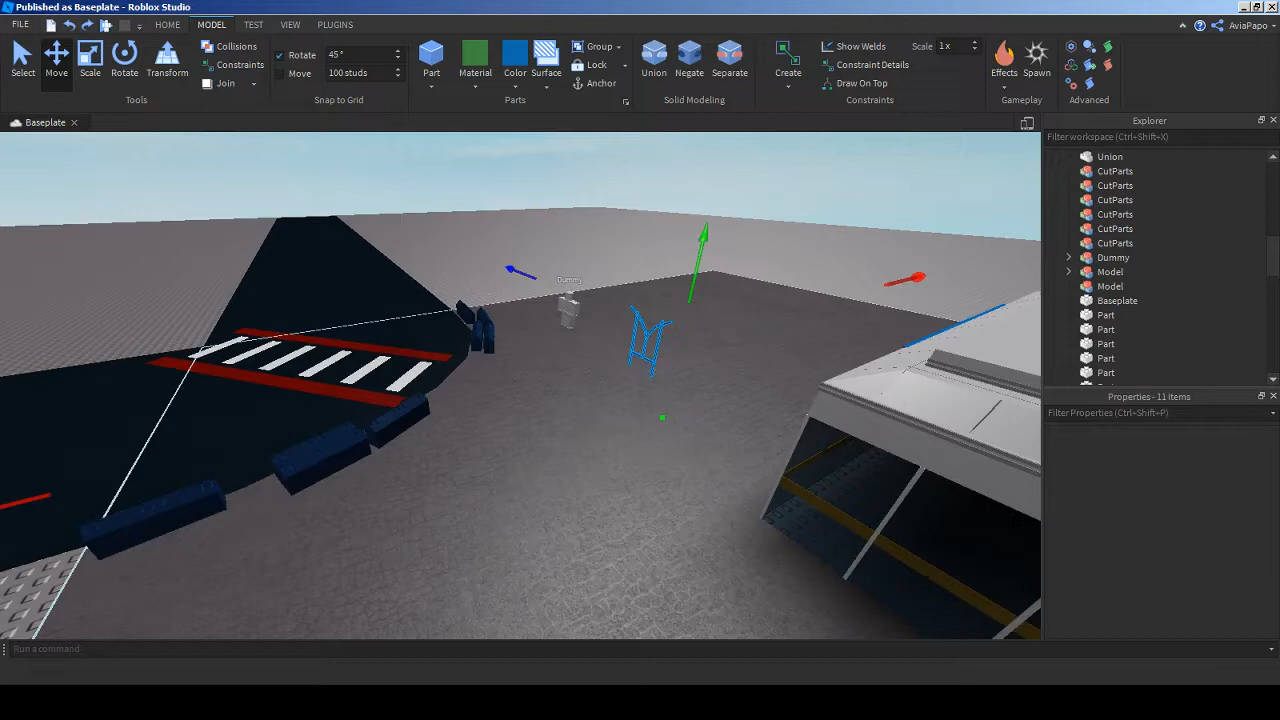 Published as Baseplate - Roblox Studio
FILE HOME MODEL TEST VIEW PLUGINS AviaPapo
Select Move Scale Rotate Transform
Collisions
Constraints
Join
Tools
Rotate 45°
Move 100 studs
Snap to Grid
Part Material Color Surface
Group
Lock
Anchor
Parts
Union Negate Separate
Solid Modeling
Create
Show Welds Scale 1x
Constraint Details
Draw On Top
Constraints
Effects Spawn
Gameplay
Advanced
Baseplate
Dummy
Explorer
Filter workspace (Ctrl+Shift+X)
Union
CutParts
CutParts
CutParts
CutParts
CutParts
CutParts
Dummy
Model
Model
Baseplate
Part
Part
Part
Part
Part
Properties - 11 items
Filter Properties (Ctrl+Shift+P)
Run a command